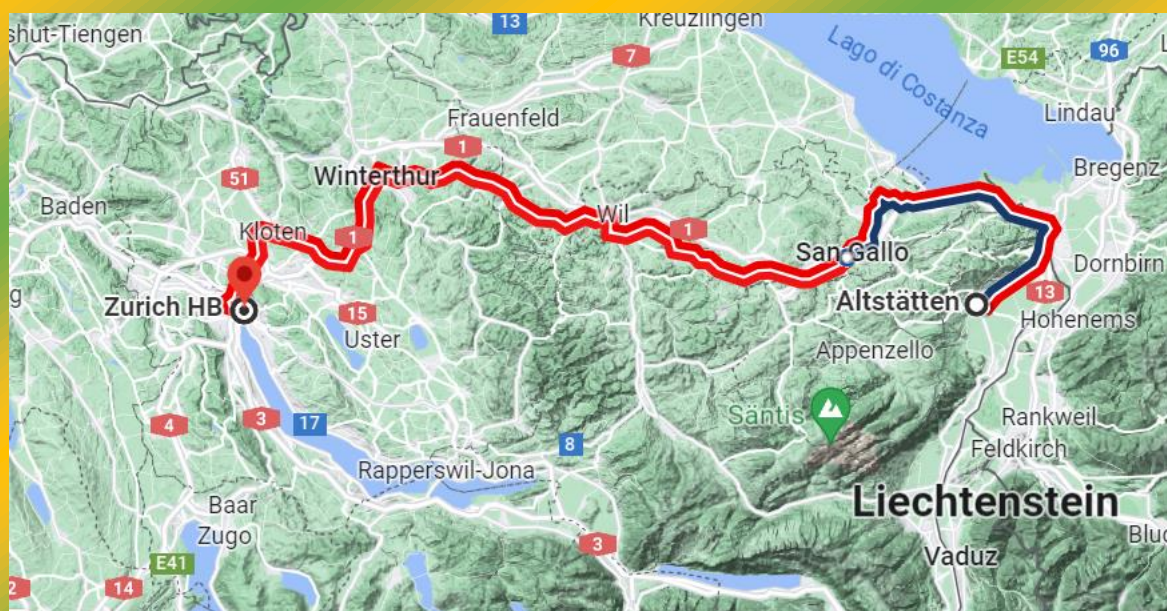 shut-Tiengen
13
Kreuzlingen
7
Lago di Costanza
E54
96
L
Lindau
Frauenfeld
1
Bregenz
51
Winterthur
Baden
Kloten
1
Wil
1
San Gallo
Dornbirn
g
Zurich HB
15
Altstätten
13
Uster
Hohenems
Appenzello
4
3
17
Säntis
8
Rankweil
Rapperswil-Jona
Feldkirch
Baar
Liechtenstein
Zugo
3
Bluc
E41
Vaduz
2
14